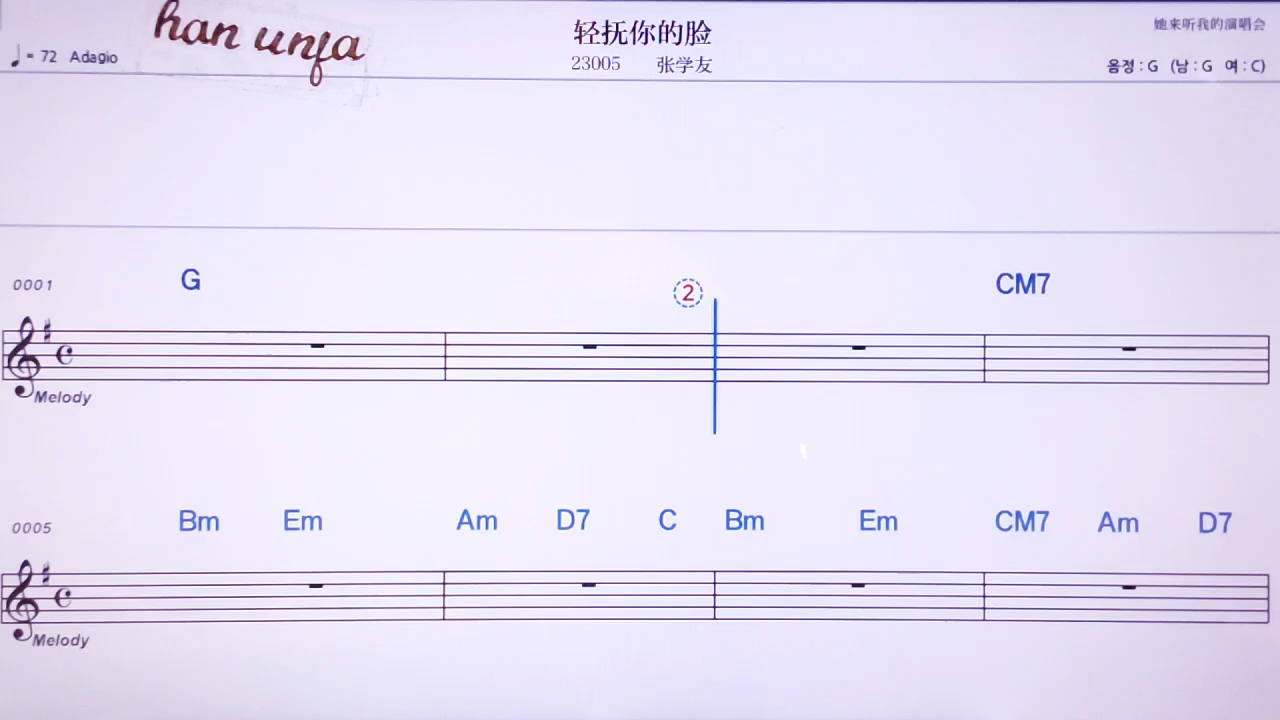 han unfa
轻抚你的脸
她来听我的演唱会
♩= 72 Adagio
23005 张学友
음정 : G (남 : G 여 : C)
0001 G ② CM7
Melody
0005 Bm Em Am D7 C Bm Em CM7 Am D7
Melody